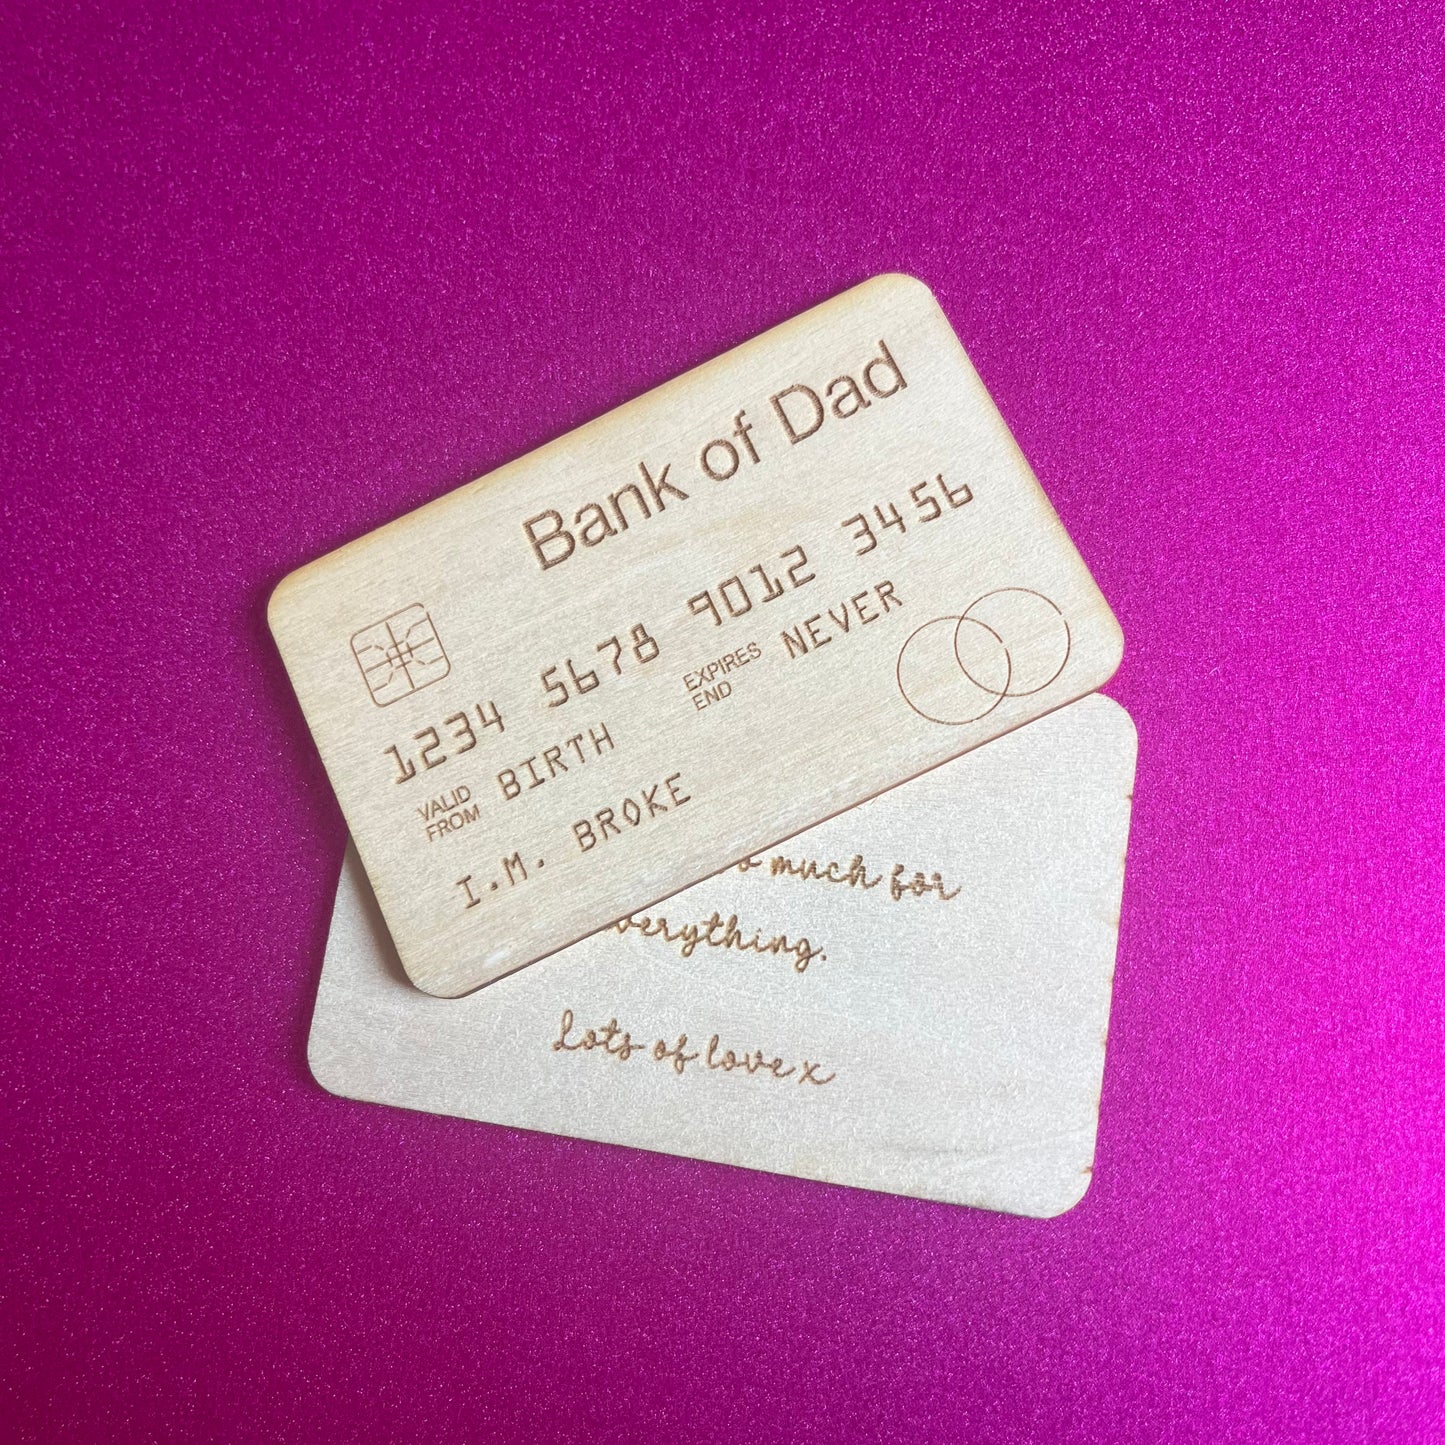 Bank of Dad
1234 5678 9012 3456
VALID
FROM
BIRTH
EXPIRES
END
NEVER
I.M. BROKE
much for
Lots of love x